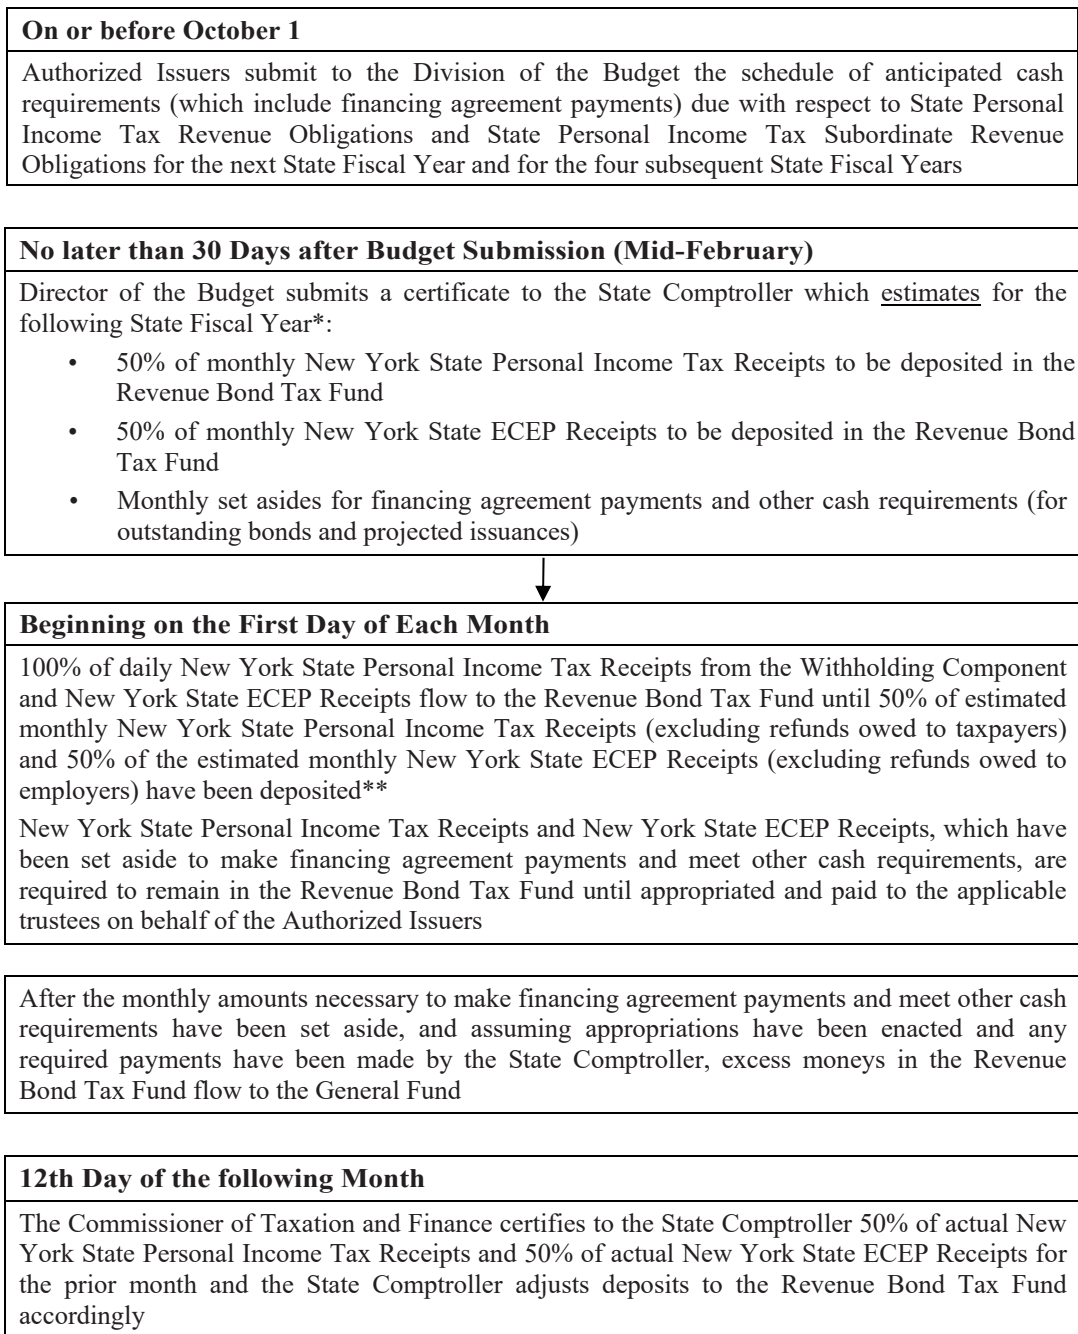 On or before October 1
Authorized Issuers submit to the Division of the Budget the schedule of anticipated cash
requirements (which include financing agreement payments) due with respect to State Personal
Income Tax Revenue Obligations and State Personal Income Tax Subordinate Revenue
Obligations for the next State Fiscal Year and for the four subsequent State Fiscal Years
No later than 30 Days after Budget Submission (Mid-February)
Director of the Budget submits a certificate to the State Comptroller which estimates for the
following State Fiscal Year*:
• 50% of monthly New York State Personal Income Tax Receipts to be deposited in the
Revenue Bond Tax Fund
• 50% of monthly New York State ECEP Receipts to be deposited in the Revenue Bond
Tax Fund
• Monthly set asides for financing agreement payments and other cash requirements (for
outstanding bonds and projected issuances)
Beginning on the First Day of Each Month
100% of daily New York State Personal Income Tax Receipts from the Withholding Component
and New York State ECEP Receipts flow to the Revenue Bond Tax Fund until 50% of estimated
monthly New York State Personal Income Tax Receipts (excluding refunds owed to taxpayers)
and 50% of the estimated monthly New York State ECEP Receipts (excluding refunds owed to
employers) have been deposited**
New York State Personal Income Tax Receipts and New York State ECEP Receipts, which have
been set aside to make financing agreement payments and meet other cash requirements, are
required to remain in the Revenue Bond Tax Fund until appropriated and paid to the applicable
trustees on behalf of the Authorized Issuers
After the monthly amounts necessary to make financing agreement payments and meet other cash
requirements have been set aside, and assuming appropriations have been enacted and any
required payments have been made by the State Comptroller, excess moneys in the Revenue
Bond Tax Fund flow to the General Fund
12th Day of the following Month
The Commissioner of Taxation and Finance certifies to the State Comptroller 50% of actual New
York State Personal Income Tax Receipts and 50% of actual New York State ECEP Receipts for
the prior month and the State Comptroller adjusts deposits to the Revenue Bond Tax Fund
accordingly